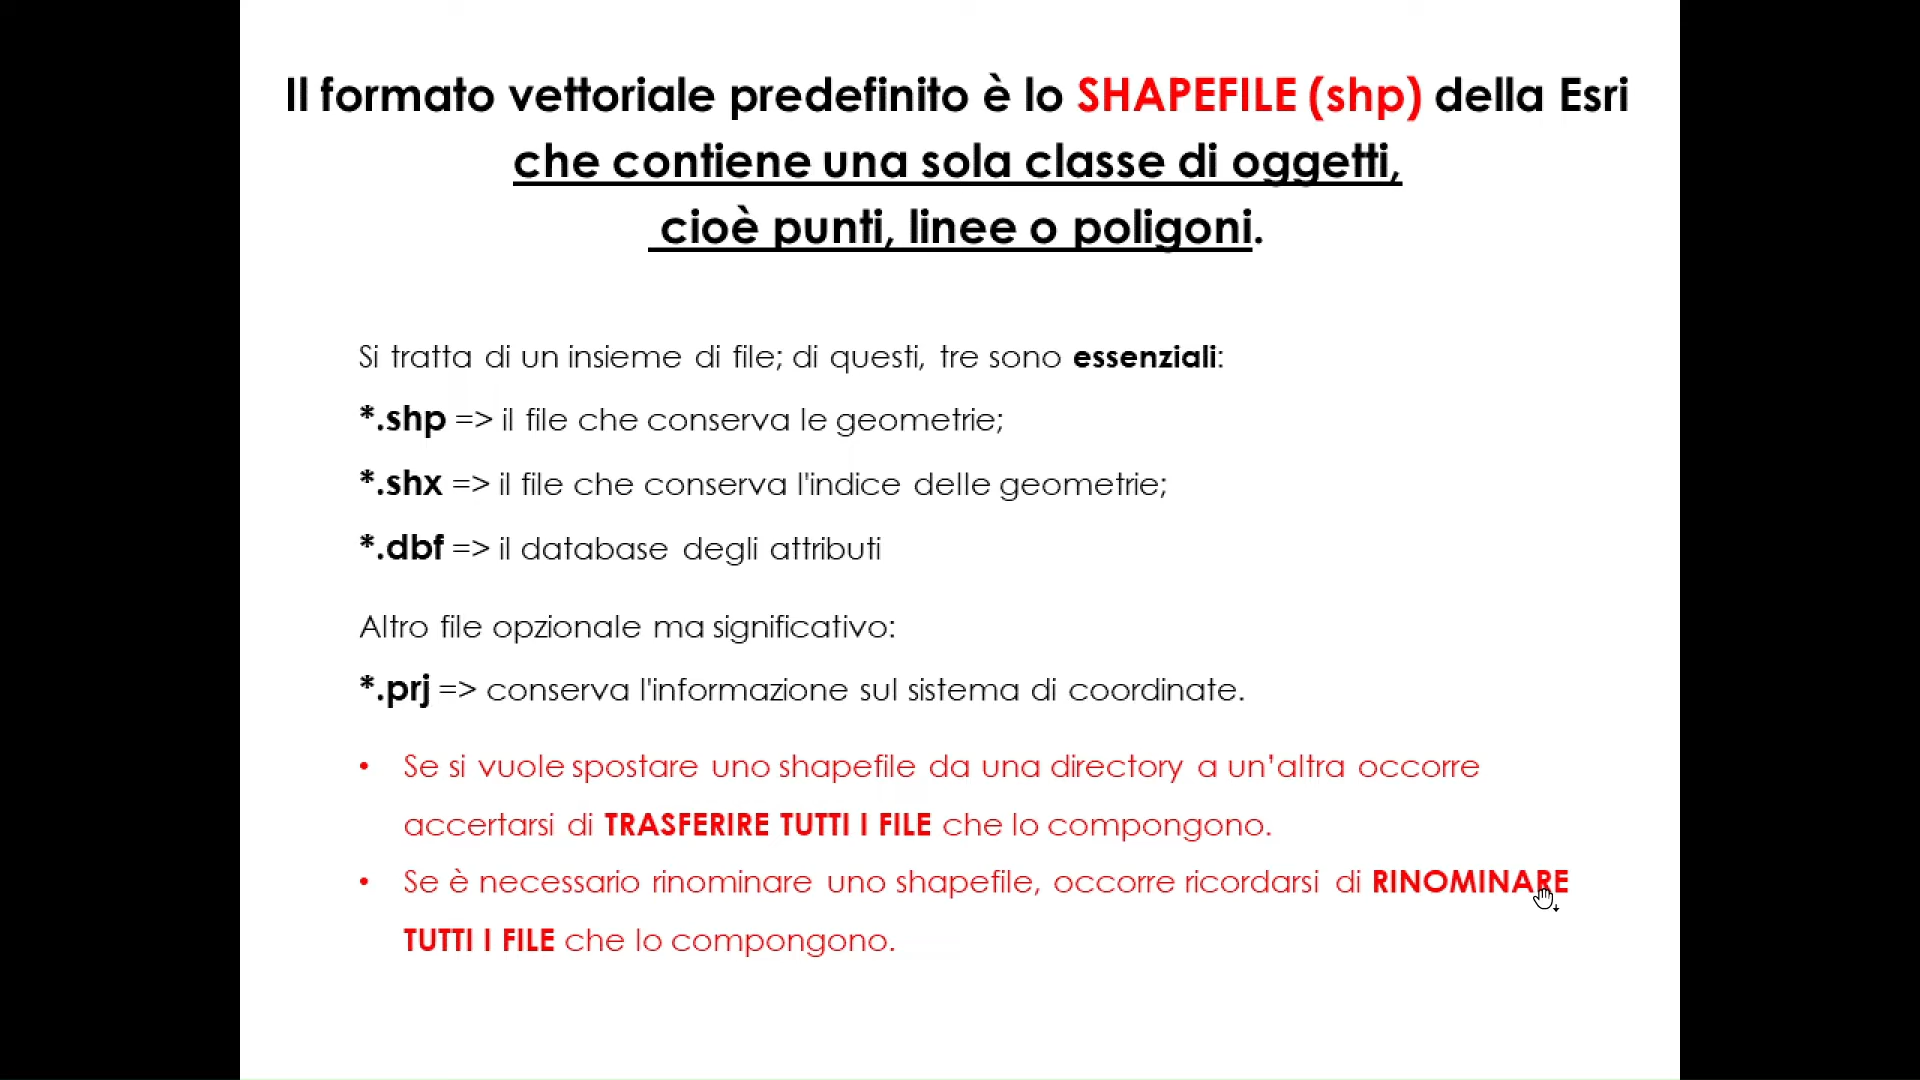 Il formato vettoriale predefinito è lo SHAPEFILE (shp) della Esri
che contiene una sola classe di oggetti,
cioè punti, linee o poligoni.
Si tratta di un insieme di file; di questi, tre sono essenziali:
*.shp => il file che conserva le geometrie;
*.shx => il file che conserva l'indice delle geometrie;
*.dbf => il database degli attributi
Altro file opzionale ma significativo:
*.prj => conserva l'informazione sul sistema di coordinate.
• Se si vuole spostare uno shapefile da una directory a un’altra occorre
accertarsi di TRASFERIRE TUTTI I FILE che lo compongono.
• Se è necessario rinominare uno shapefile, occorre ricordarsi di RINOMINARE
TUTTI I FILE che lo compongono.